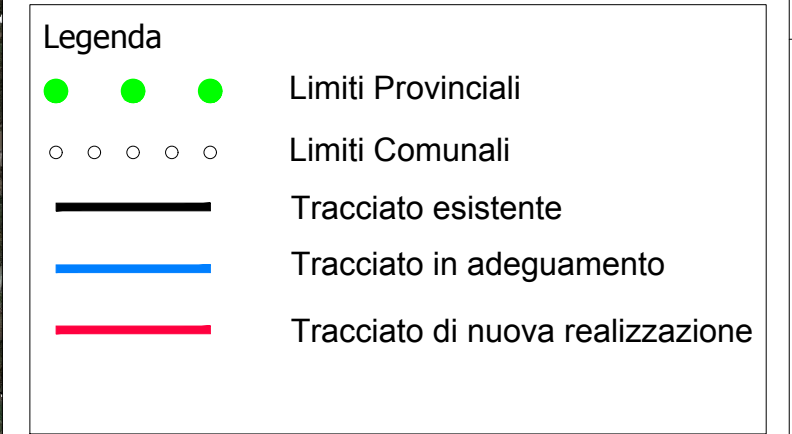 Legenda
Limiti Provinciali
Limiti Comunali
Tracciato esistente
Tracciato in adeguamento
Tracciato di nuova realizzazione